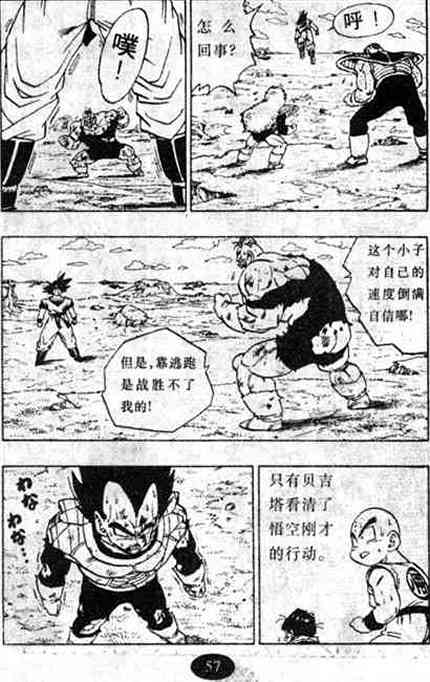 呼!
怎么
回事?
噗!
这个小子
对自己的
速度倒满
自信哪!
但是,靠逃跑
是战胜不了
我的!
只有贝吉
塔看清了
悟空刚才
的行动。
わな
わな…
57